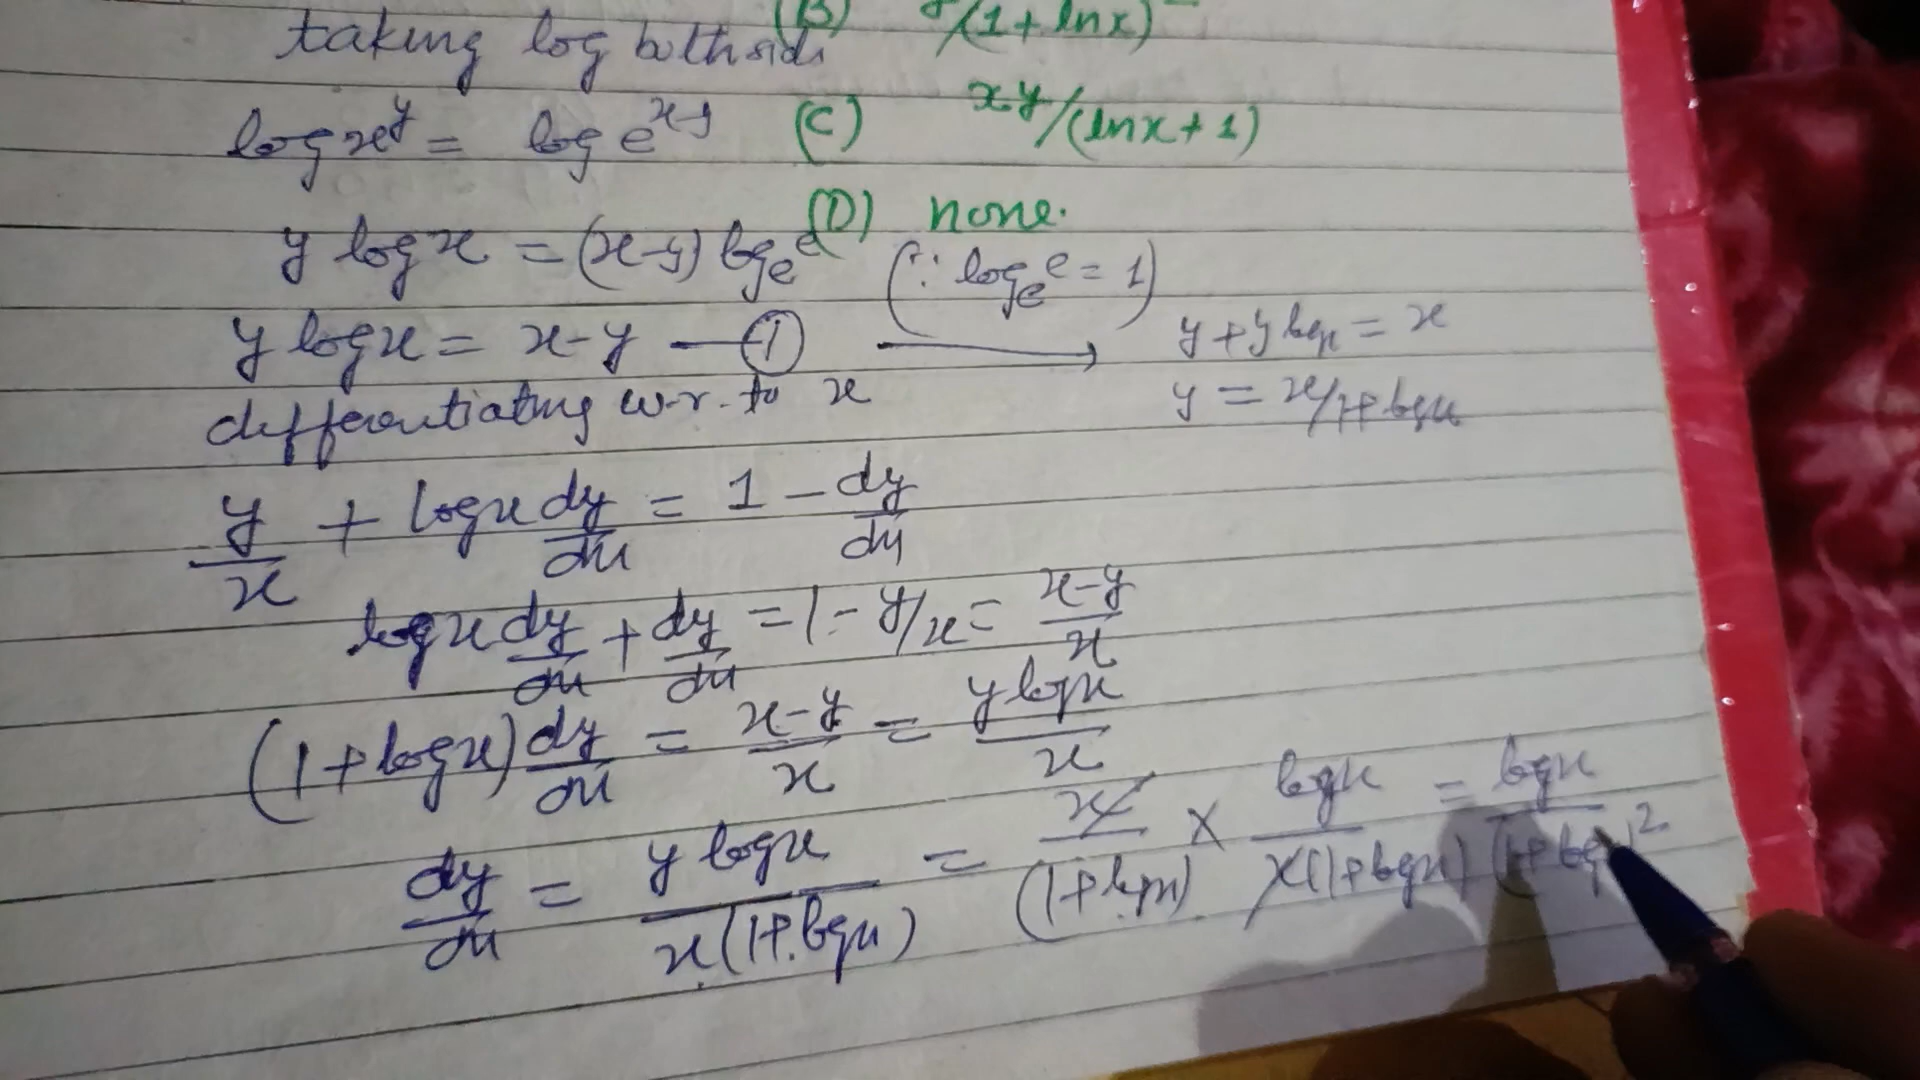 (B) y/(1+lnx)
taking log both side
log x^y = log e^x-y (C) xy/(lnx+1)
(D) none.
y log x = (x-y) log_e e (∵ log_e e = 1)
y log x = x-y — ① ⟶ y + y log x = x
differentiating w.r. to x y = x/1+log x
y/x + log x dy/dx = 1 - dy/dx
log x dy/dx + dy/dx = 1 - y/x = x-y/x
(1+log x) dy/dx = x-y/x = y log x/x
dy/dx = y log x/x(1+log x) = x/(1+log x) × log x/x(1+log x) = log x/(1+log x)^2